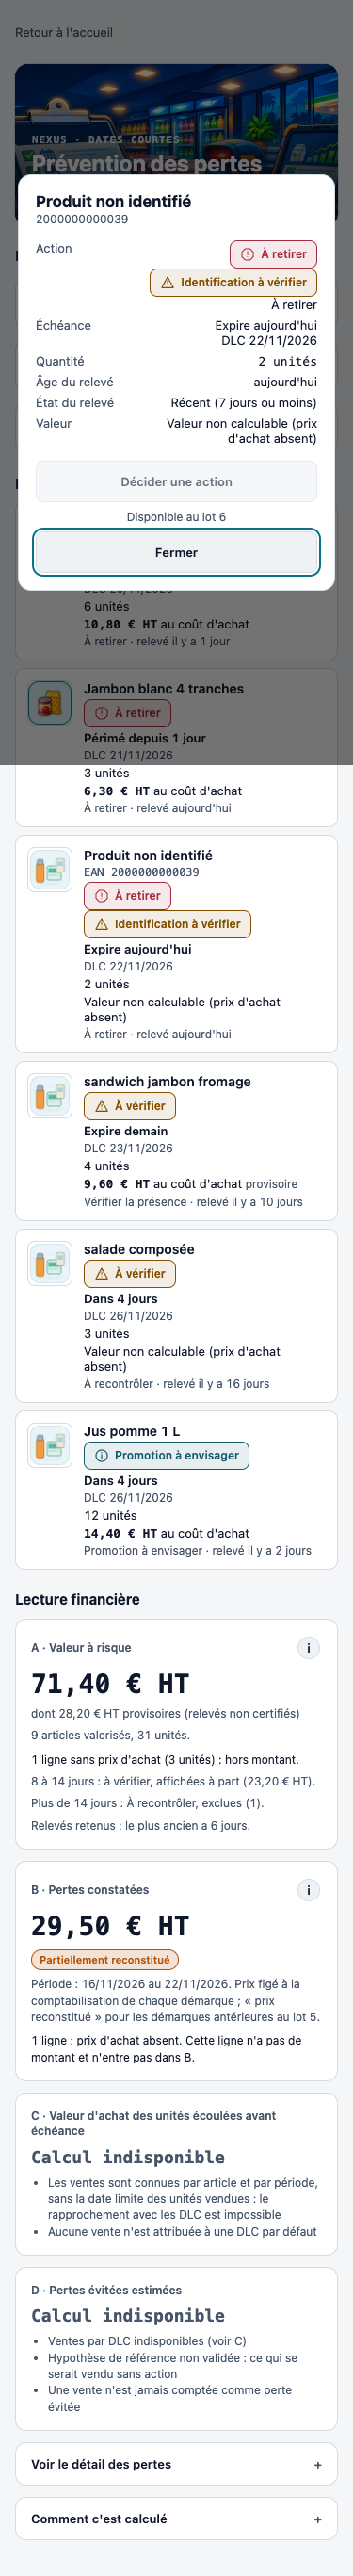 Retour à l'accueil
NEXUS · DATES COURTES
Prévention des pertes
Produit non identifié
2000000000039
Action
À retirer
Identification à vérifier
À retirer
Échéance
Expire aujourd'hui
DLC 22/11/2026
Quantité
2 unités
Âge du relevé
aujourd'hui
État du relevé
Récent (7 jours ou moins)
Valeur
Valeur non calculable (prix
d'achat absent)
Décider une action
Disponible au lot 6
Fermer
6 unités
10,80 € HT au coût d'achat
À retirer · relevé il y a 1 jour
Jambon blanc 4 tranches
À retirer
Périmé depuis 1 jour
DLC 21/11/2026
3 unités
6,30 € HT au coût d'achat
À retirer · relevé aujourd'hui
Produit non identifié
EAN 2000000000039
À retirer
Identification à vérifier
Expire aujourd'hui
DLC 22/11/2026
2 unités
Valeur non calculable (prix d'achat
absent)
À retirer · relevé aujourd'hui
sandwich jambon fromage
À vérifier
Expire demain
DLC 23/11/2026
4 unités
9,60 € HT au coût d'achat provisoire
Vérifier la présence · relevé il y a 10 jours
salade composée
À vérifier
Dans 4 jours
DLC 26/11/2026
3 unités
Valeur non calculable (prix d'achat
absent)
À recontrôler · relevé il y a 16 jours
Jus pomme 1 L
Promotion à envisager
Dans 4 jours
DLC 26/11/2026
12 unités
14,40 € HT au coût d'achat
Promotion à envisager · relevé il y a 2 jours
Lecture financière
A · Valeur à risque
i
71,40 € HT
dont 28,20 € HT provisoires (relevés non certifiés)
9 articles valorisés, 31 unités.
1 ligne sans prix d'achat (3 unités) : hors montant.
8 à 14 jours : à vérifier, affichées à part (23,20 € HT).
Plus de 14 jours : À recontrôler, exclues (1).
Relevés retenus : le plus ancien a 6 jours.
B · Pertes constatées
i
29,50 € HT
Partiellement reconstitué
Période : 16/11/2026 au 22/11/2026. Prix figé à la
comptabilisation de chaque démarque ; « prix
reconstitué » pour les démarques antérieures au lot 5.
1 ligne : prix d'achat absent. Cette ligne n'a pas de
montant et n'entre pas dans B.
C · Valeur d'achat des unités écoulées avant
échéance
Calcul indisponible
• Les ventes sont connues par article et par période,
sans la date limite des unités vendues : le
rapprochement avec les DLC est impossible
• Aucune vente n'est attribuée à une DLC par défaut
D · Pertes évitées estimées
Calcul indisponible
• Ventes par DLC indisponibles (voir C)
• Hypothèse de référence non validée : ce qui se
serait vendu sans action
• Une vente n'est jamais comptée comme perte
évitée
Voir le détail des pertes
+
Comment c'est calculé
+